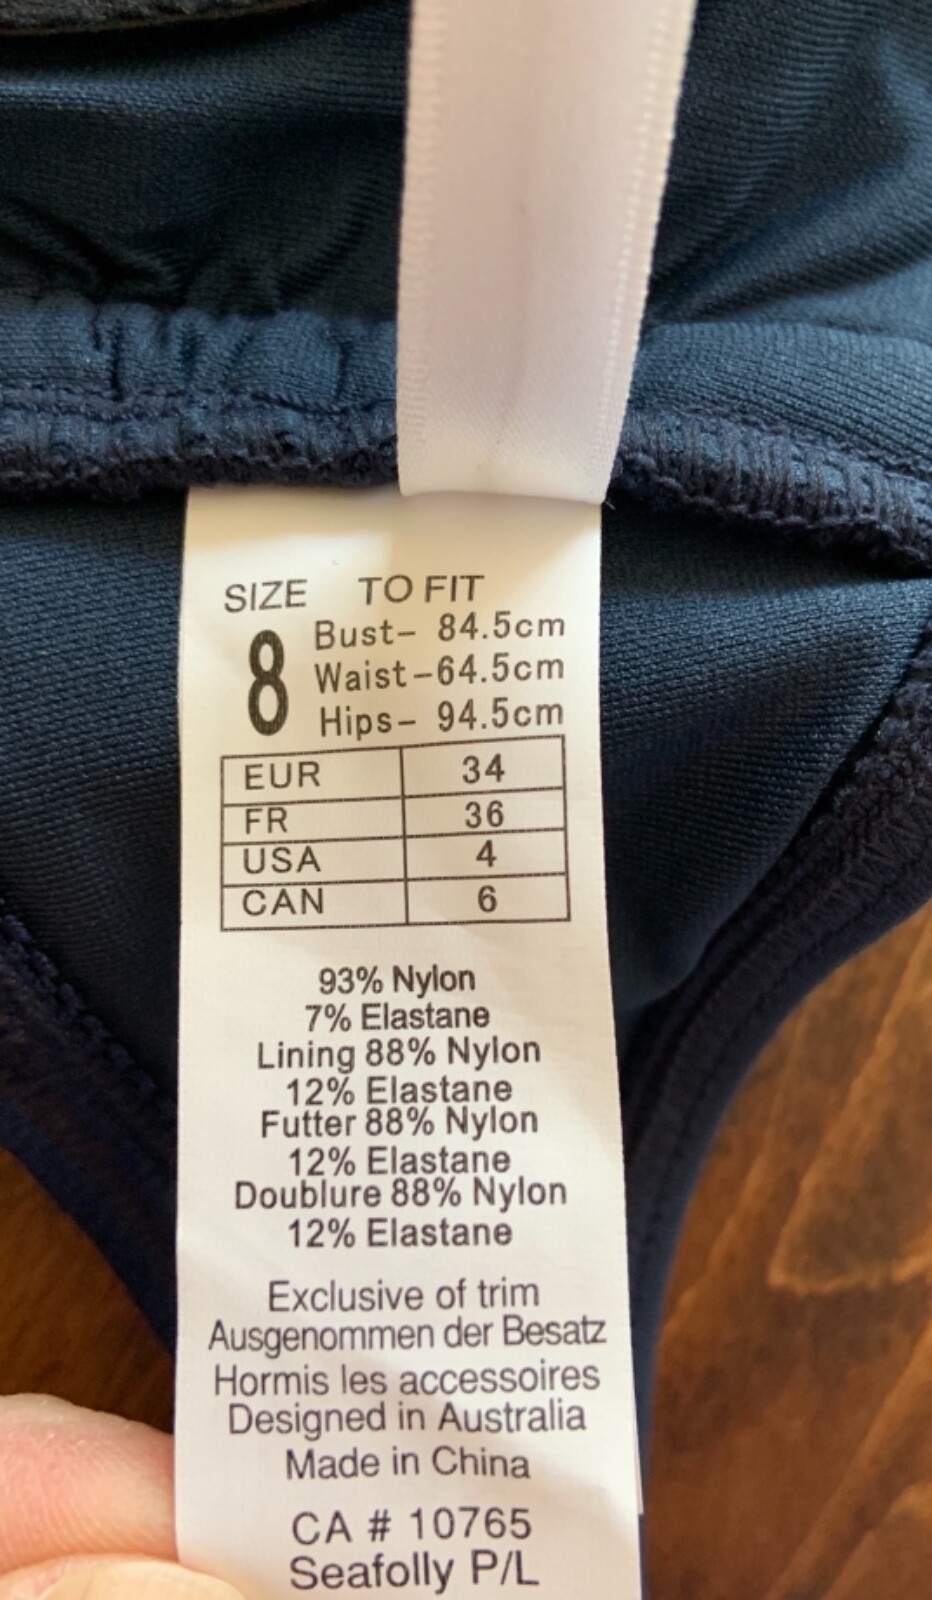 SIZE TO FIT
8
Bust- 84.5cm
Waist-64.5cm
Hips- 94.5cm
EUR 34
FR 36
USA 4
CAN 6
93% Nylon
7% Elastane
Lining 88% Nylon
12% Elastane
Futter 88% Nylon
12% Elastane
Doublure 88% Nylon
12% Elastane
Exclusive of trim
Ausgenommen der Besatz
Hormis les accessoires
Designed in Australia
Made in China
CA # 10765
Seafolly P/L